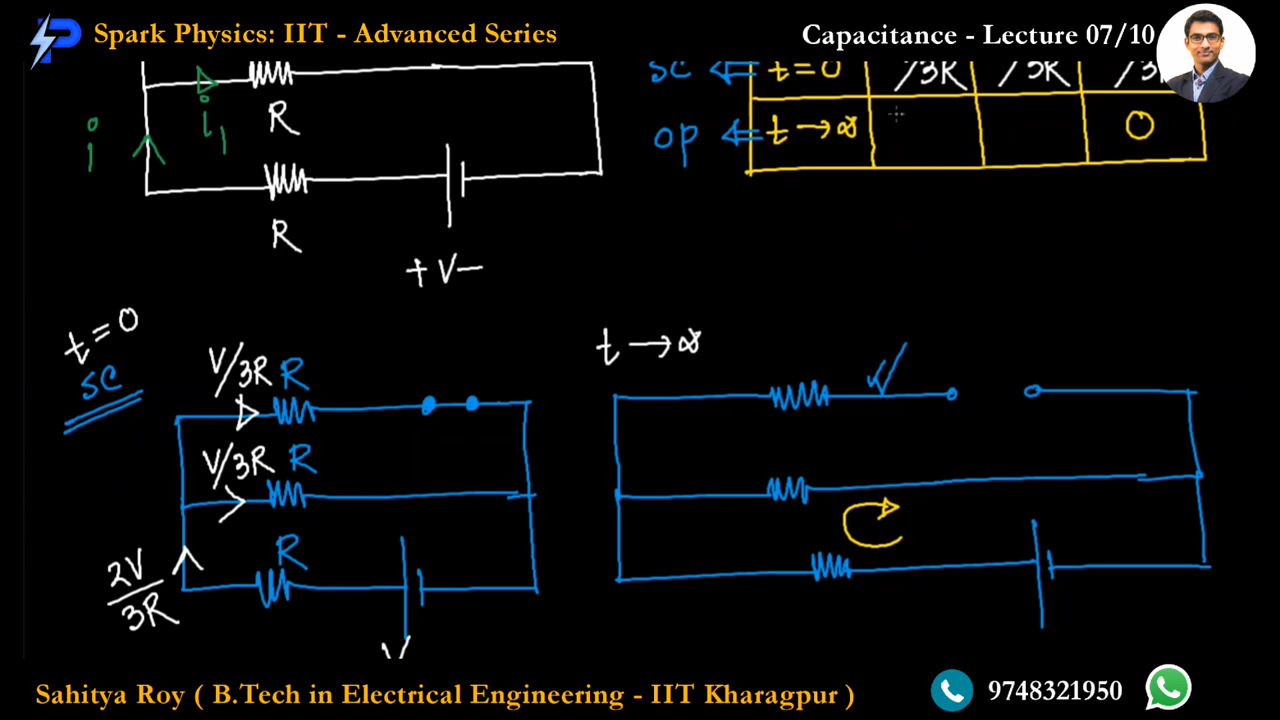 Spark Physics: IIT - Advanced Series
Capacitance - Lecture 07/10
SC ⇐ t=0 /3R /3R /3R
i i₁ R
op ⇐ t→∞ 0
R
+V−
t=0
SC
t→∞
V/3R R
V/3R R
R
2V/3R
V
Sahitya Roy ( B.Tech in Electrical Engineering - IIT Kharagpur )
9748321950